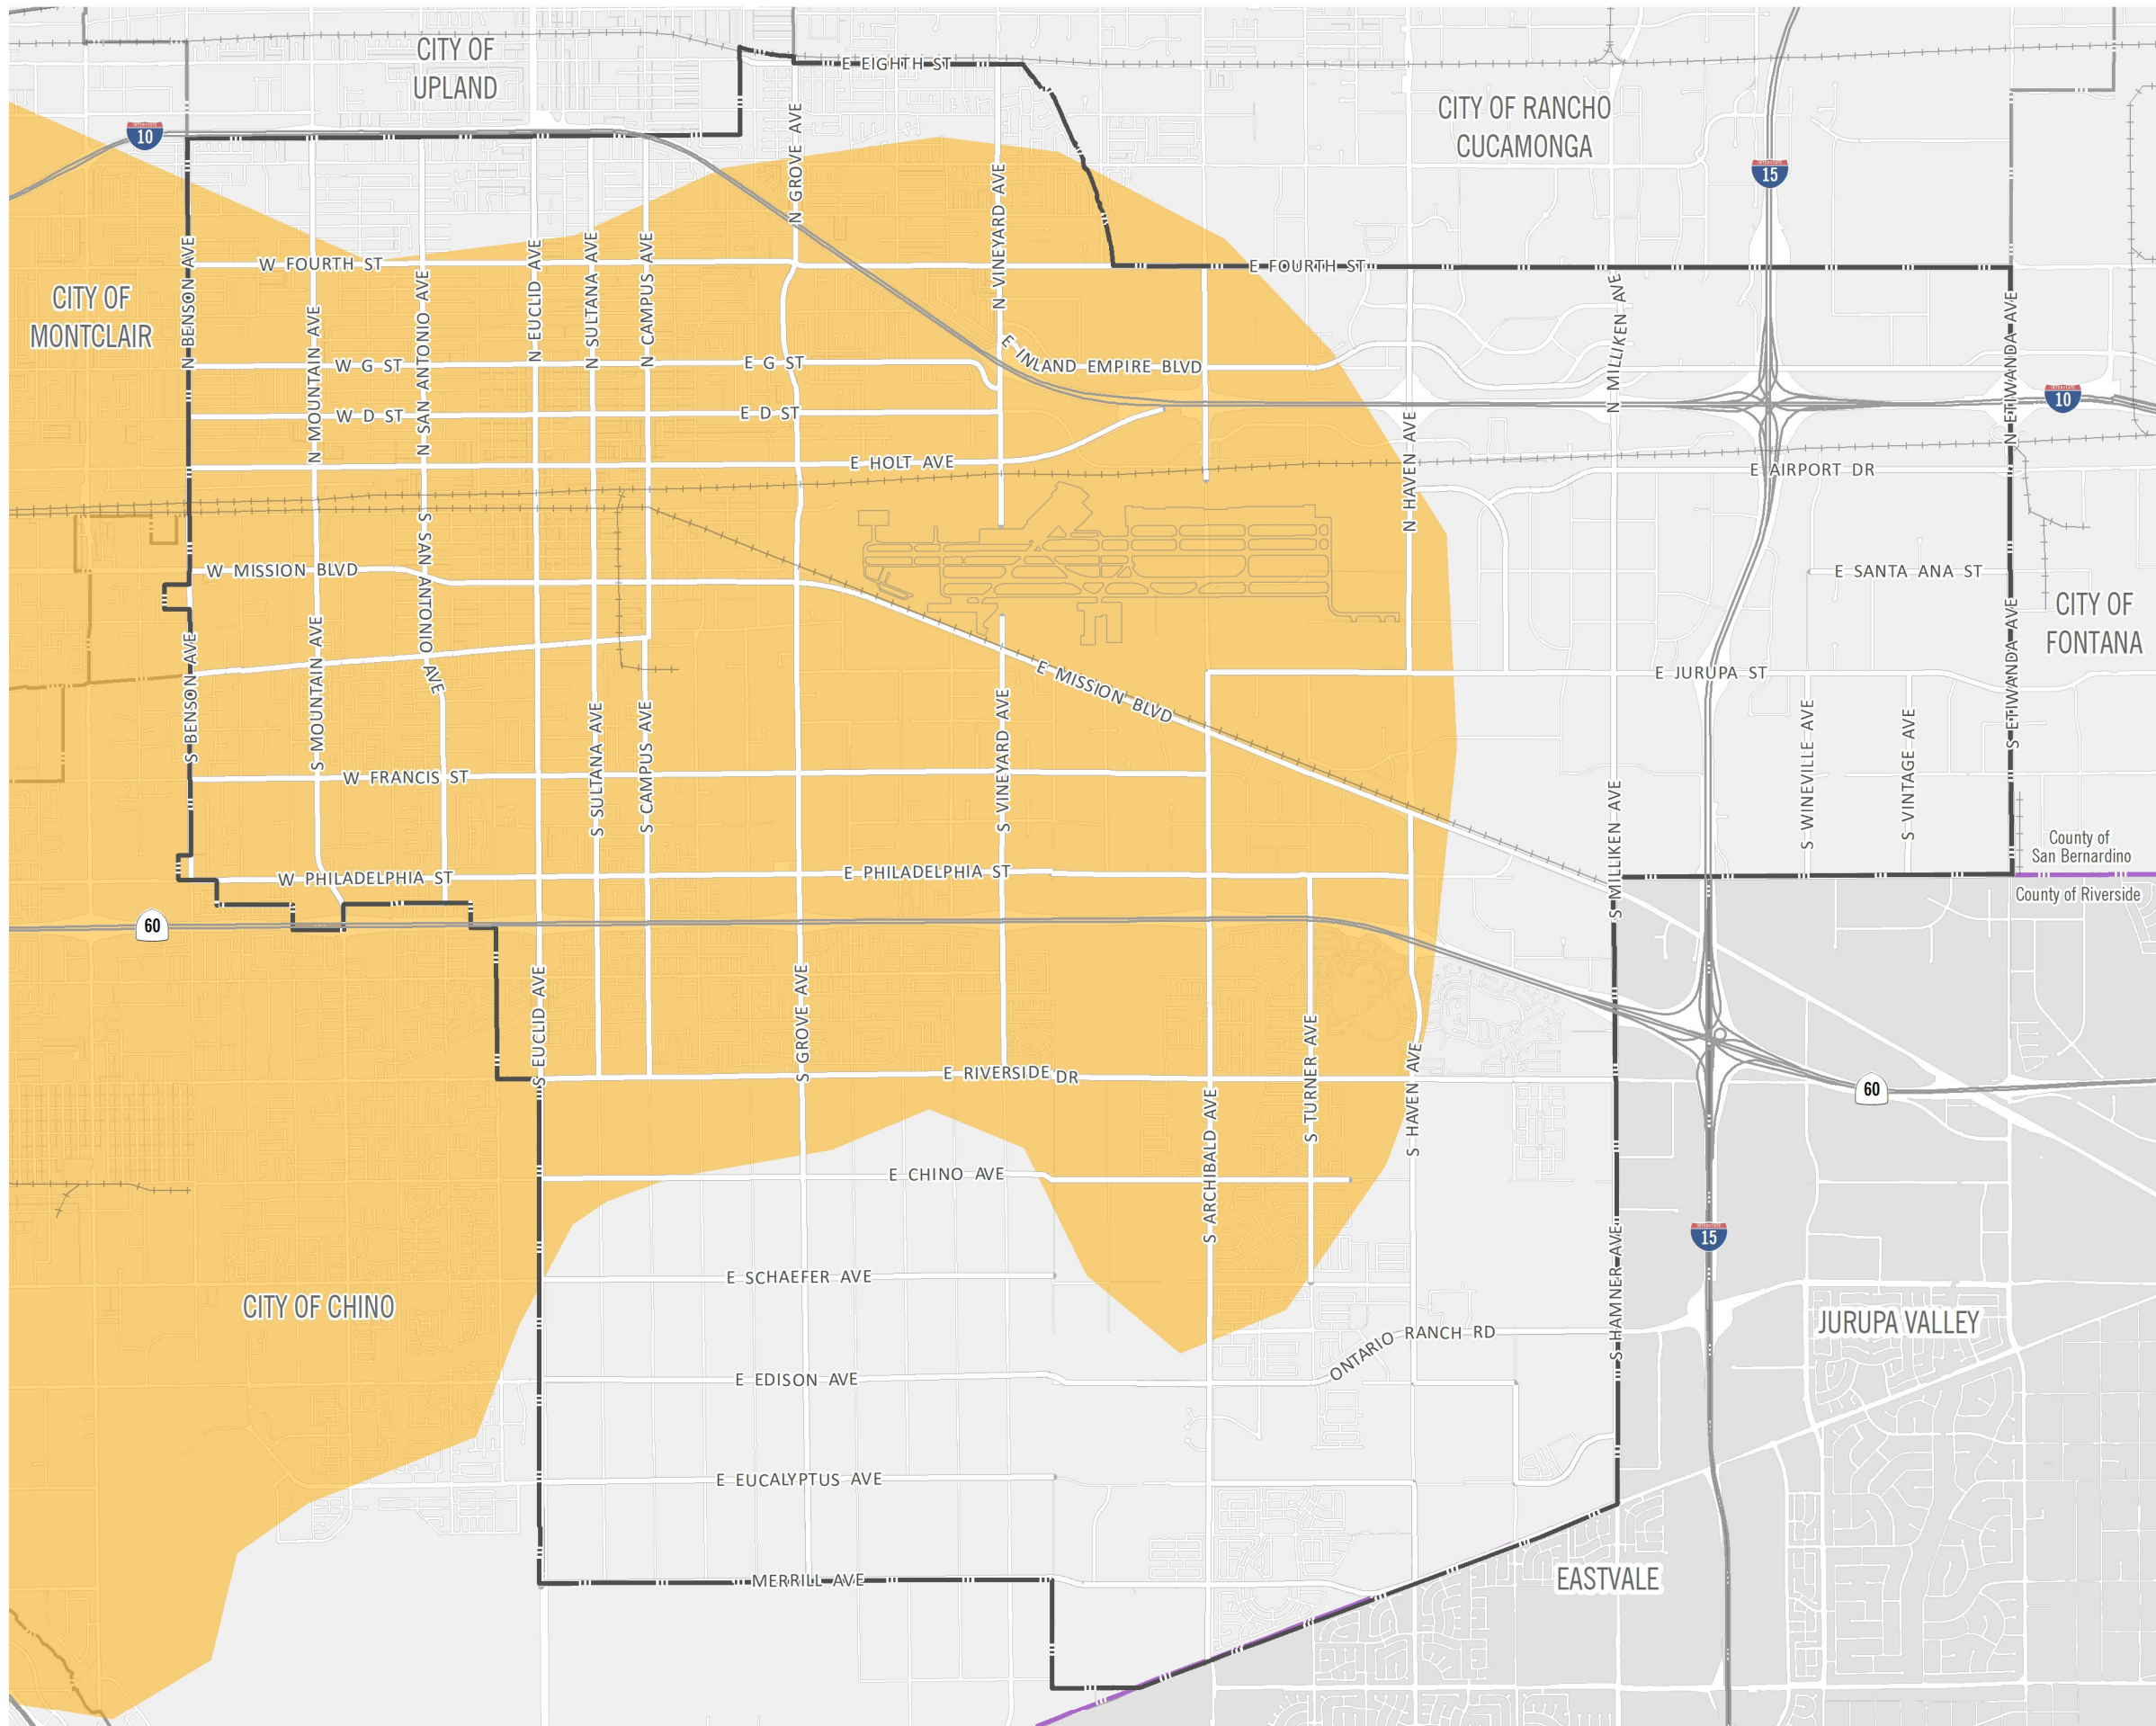 CITY OF
UPLAND
E EIGHTH ST
CITY OF RANCHO
CUCAMONGA
INTERSTATE
10
INTERSTATE
15
N GROVE AVE
N VINEYARD AVE
CITY OF
MONTCLAIR
N BENSON AVE
W FOURTH ST
E FOURTH ST
N MOUNTAIN AVE
N SAN ANTONIO AVE
N EUCLID AVE
N SULTANA AVE
N CAMPUS AVE
N MILLIKEN AVE
N ETIWANDA AVE
W G ST
E G ST
E INLAND EMPIRE BLVD
INTERSTATE
10
W D ST
E D ST
N HAVEN AVE
E HOLT AVE
E AIRPORT DR
W MISSION BLVD
S SAN ANTONIO AVE
E SANTA ANA ST
CITY OF
FONTANA
S BENSON AVE
S MOUNTAIN AVE
E MISSION BLVD
E JURUPA ST
S ETIWANDA AVE
S SULTANA AVE
S CAMPUS AVE
S VINEYARD AVE
S WINEVILLE AVE
S VINTAGE AVE
W FRANCIS ST
S MILLIKEN AVE
County of
San Bernardino
W PHILADELPHIA ST
E PHILADELPHIA ST
County of Riverside
60
S EUCLID AVE
S GROVE AVE
S TURNER AVE
S HAVEN AVE
E RIVERSIDE DR
60
S ARCHIBALD AVE
E CHINO AVE
INTERSTATE
15
S HAMNER AVE
E SCHAEFER AVE
CITY OF CHINO
JURUPA VALLEY
ONTARIO RANCH RD
E EDISON AVE
E EUCALYPTUS AVE
MERRILL AVE
EASTVALE